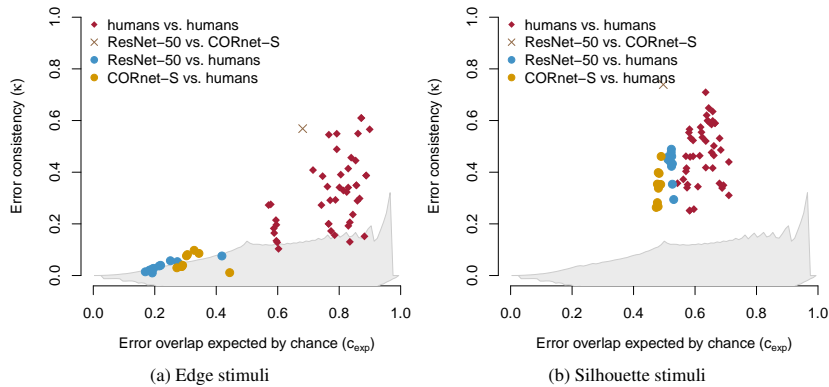 humans vs. humans
ResNet−50 vs. CORnet−S
ResNet−50 vs. humans
CORnet−S vs. humans
Error consistency (κ)
1.0
0.8
0.6
0.4
0.2
0.0
0.0 0.2 0.4 0.6 0.8 1.0
Error overlap expected by chance (cexp)
(a) Edge stimuli
humans vs. humans
ResNet−50 vs. CORnet−S
ResNet−50 vs. humans
CORnet−S vs. humans
Error consistency (κ)
1.0
0.8
0.6
0.4
0.2
0.0
0.0 0.2 0.4 0.6 0.8 1.0
Error overlap expected by chance (cexp)
(b) Silhouette stimuli